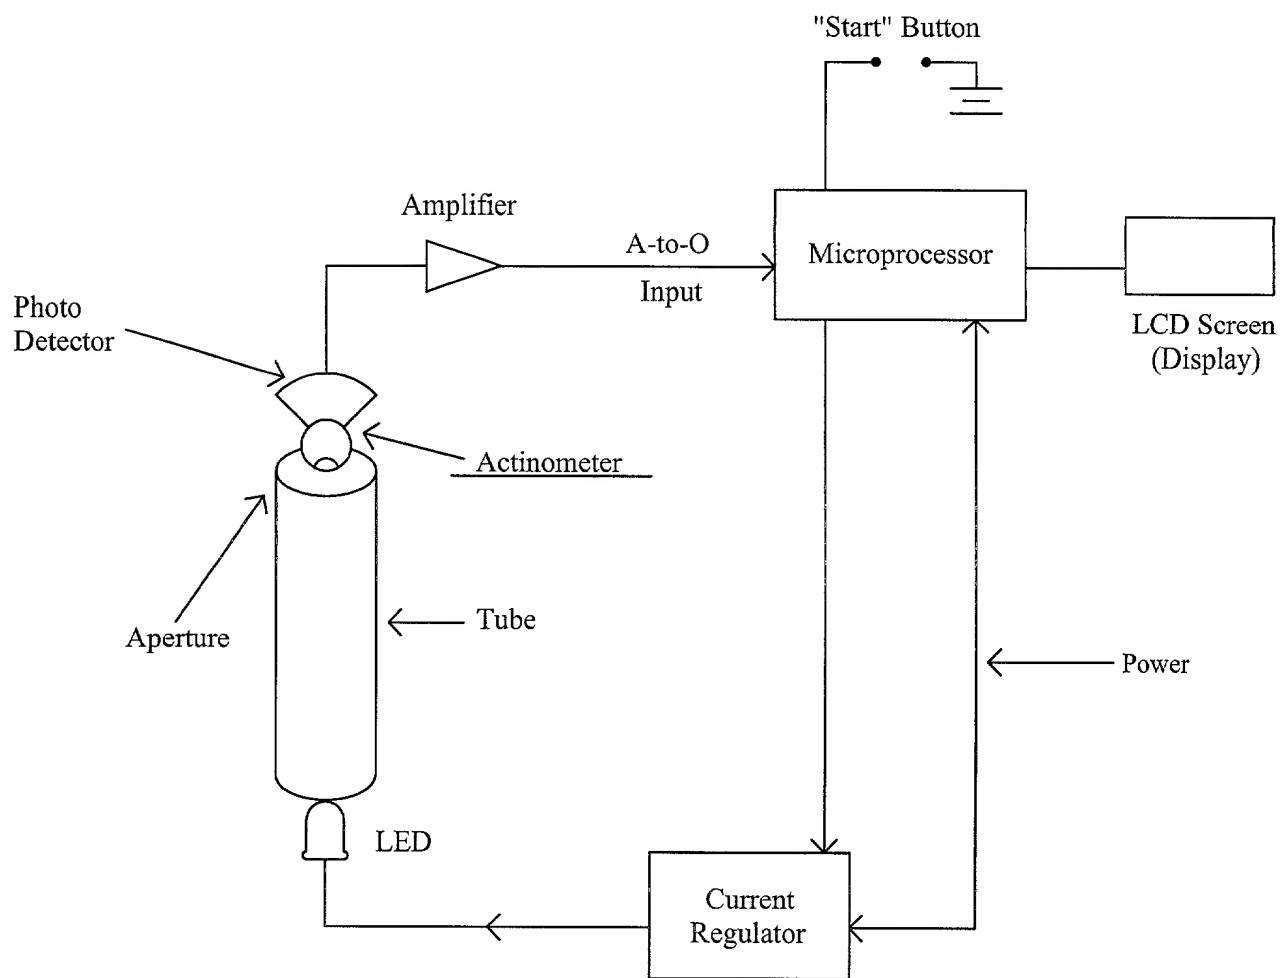 "Start" Button
Amplifier
A-to-O
Input
Microprocessor
LCD Screen
(Display)
Photo
Detector
Actinometer
Aperture
Tube
Power
LED
Current
Regulator